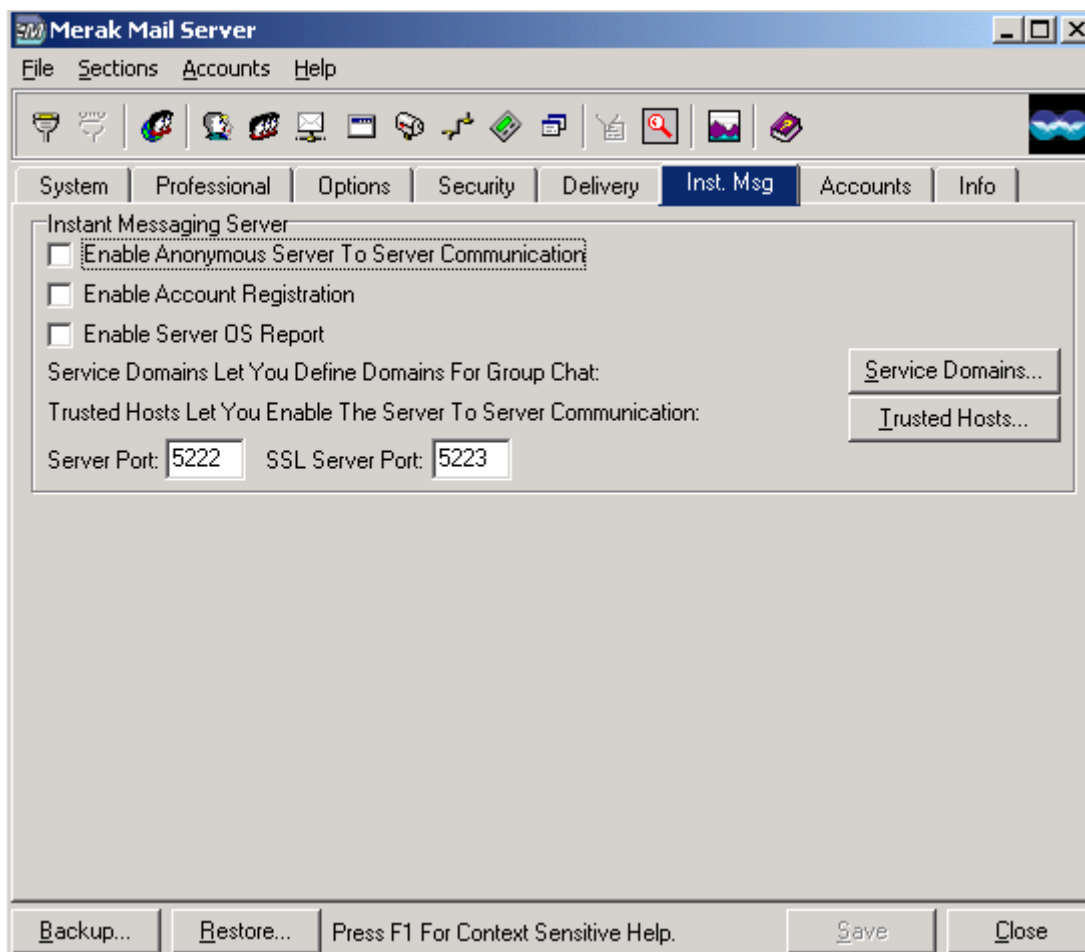 Merak Mail Server
File Sections Accounts Help
System Professional Options Security Delivery Inst. Msg Accounts Info
Instant Messaging Server
Enable Anonymous Server To Server Communication
Enable Account Registration
Enable Server OS Report
Service Domains Let You Define Domains For Group Chat: Service Domains...
Trusted Hosts Let You Enable The Server To Server Communication: Trusted Hosts...
Server Port: 5222 SSL Server Port: 5223
Backup... Restore... Press F1 For Context Sensitive Help. Save Close